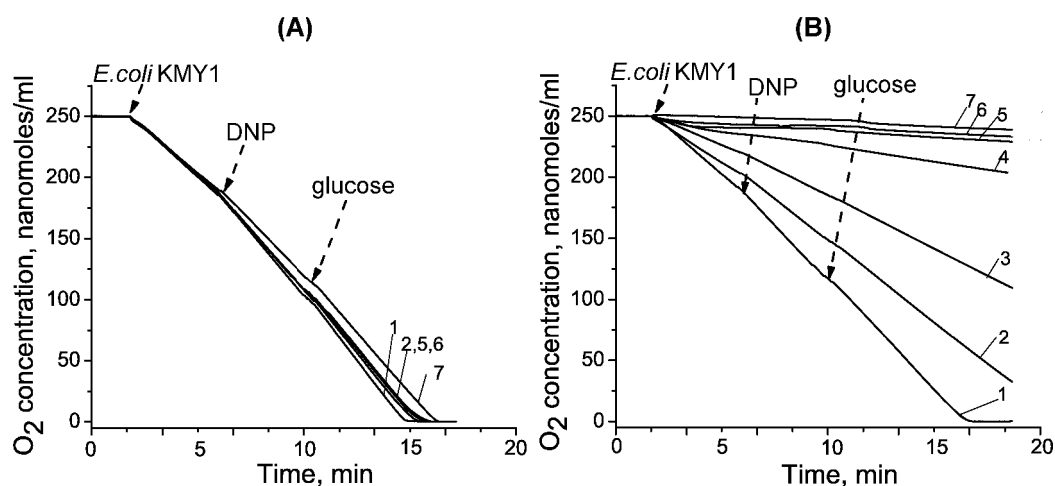 (A)
E.coli KMY1
DNP
glucose
O2 concentration, nanomoles/ml
250
200
150
100
50
0
1
2,5,6
7
0
5
10
15
20
Time, min
(B)
E.coli KMY1
DNP
glucose
O2 concentration, nanomoles/ml
250
200
150
100
50
0
7
6
5
4
3
2
1
0
5
10
15
20
Time, min